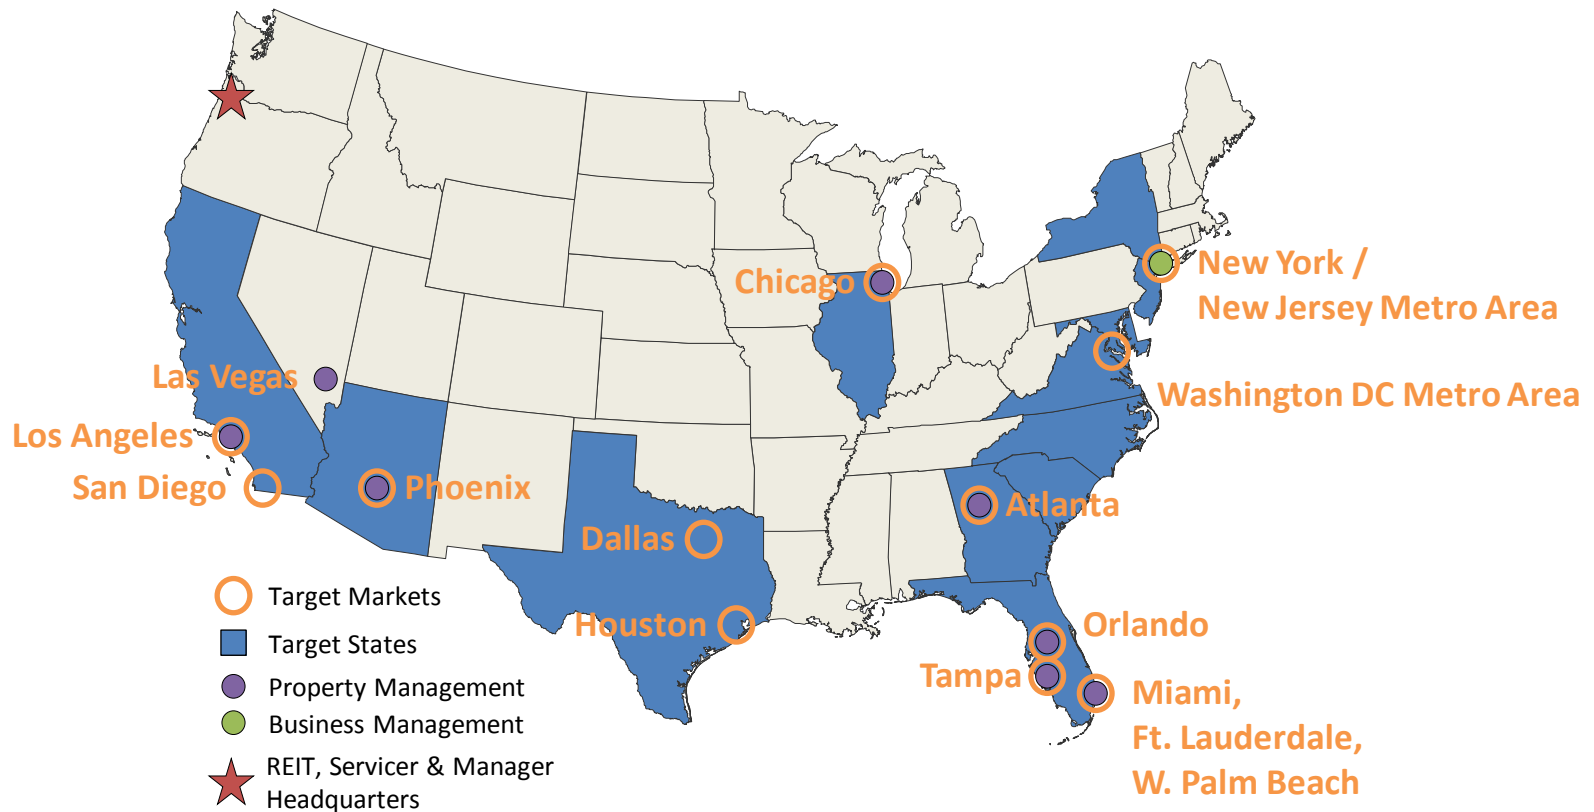 Chicago
New York /
New Jersey Metro Area
Las Vegas
Washington DC Metro Area
Los Angeles
San Diego
Phoenix
Atlanta
Dallas
Houston
Orlando
Tampa
Miami,
Ft. Lauderdale,
W. Palm Beach
Target Markets
Target States
Property Management
Business Management
REIT, Servicer & Manager
Headquarters